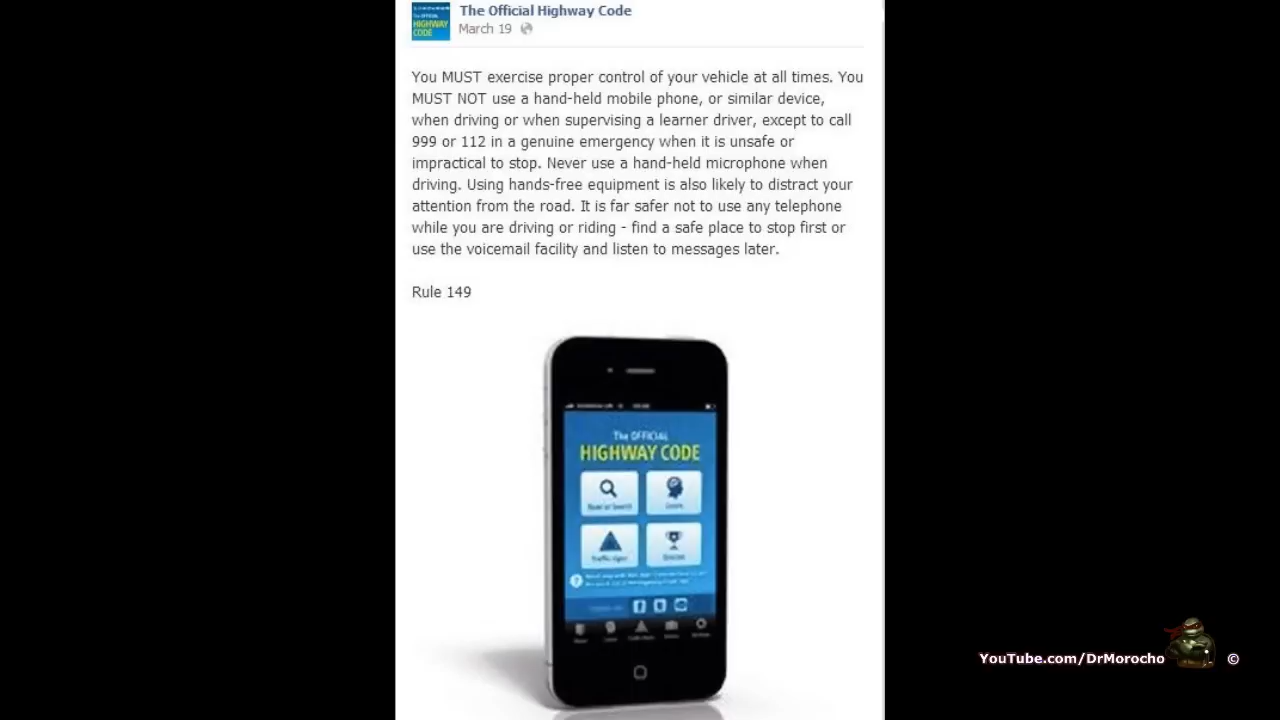 The Official Highway Code
March 19
You MUST exercise proper control of your vehicle at all times. You
MUST NOT use a hand-held mobile phone, or similar device,
when driving or when supervising a learner driver, except to call
999 or 112 in a genuine emergency when it is unsafe or
impractical to stop. Never use a hand-held microphone when
driving. Using hands-free equipment is also likely to distract your
attention from the road. It is far safer not to use any telephone
while you are driving or riding - find a safe place to stop first or
use the voicemail facility and listen to messages later.
Rule 149
The OFFICIAL
HIGHWAY CODE
Traffic signs
YouTube.com/DrMorocho ©